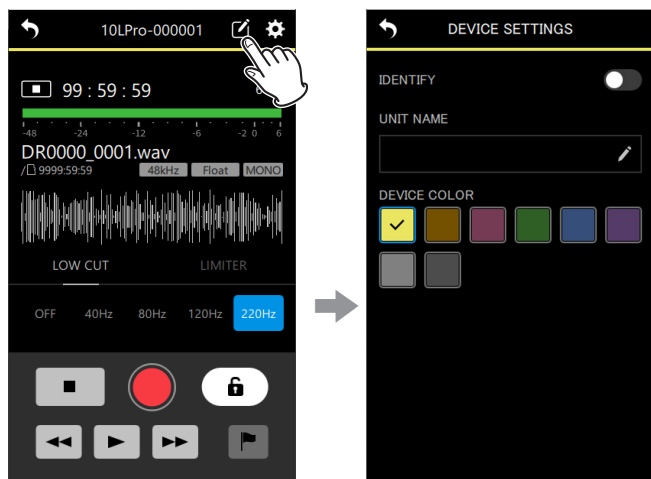 10LPro-000001
99 : 59 : 59
-48 -24 -12 -6 -2 0 6
DR0000_0001.wav
/ 9999:59:59 48kHz Float MONO
LOW CUT LIMITER
OFF 40Hz 80Hz 120Hz 220Hz
DEVICE SETTINGS
IDENTIFY
UNIT NAME
DEVICE COLOR